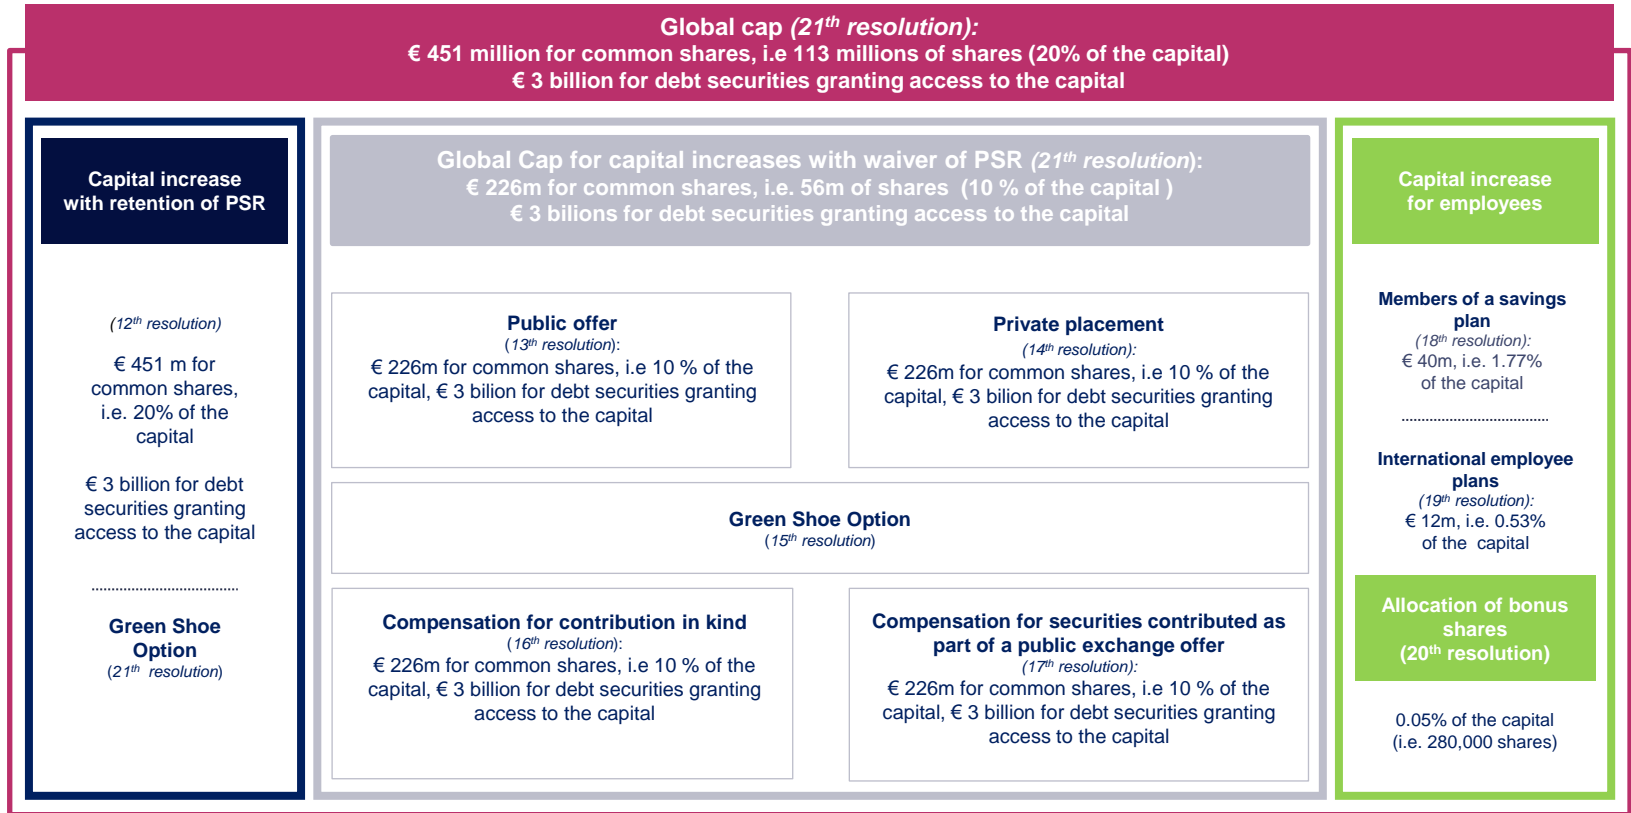 Global cap (21th resolution):
€ 451 million for common shares, i.e 113 millions of shares (20% of the capital)
€ 3 billion for debt securities granting access to the capital
Capital increase
with retention of PSR
(12th resolution)
€ 451 m for
common shares,
i.e. 20% of the
capital
€ 3 billion for debt
securities granting
access to the capital
Green Shoe
Option
(21th resolution)
Global Cap for capital increases with waiver of PSR (21th resolution):
€ 226m for common shares, i.e. 56m of shares (10 % of the capital )
€ 3 bilions for debt securities granting access to the capital
Public offer
(13th resolution):
€ 226m for common shares, i.e 10 % of the
capital, € 3 bilion for debt securities granting
access to the capital
Private placement
(14th resolution):
€ 226m for common shares, i.e 10 % of the
capital, € 3 bilion for debt securities granting
access to the capital
Green Shoe Option
(15th resolution)
Compensation for contribution in kind
(16th resolution):
€ 226m for common shares, i.e 10 % of the
capital, € 3 billion for debt securities granting
access to the capital
Compensation for securities contributed as
part of a public exchange offer
(17th resolution):
€ 226m for common shares, i.e 10 % of the
capital, € 3 billion for debt securities granting
access to the capital
Capital increase
for employees
Members of a savings
plan
(18th resolution):
€ 40m, i.e. 1.77%
of the capital
International employee
plans
(19th resolution):
€ 12m, i.e. 0.53%
of the capital
Allocation of bonus
shares
(20th resolution)
0.05% of the capital
(i.e. 280,000 shares)